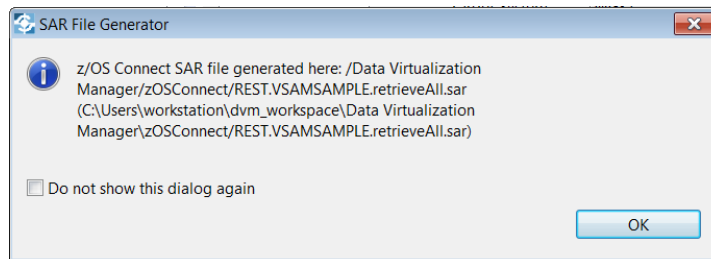 SAR File Generator
z/OS Connect SAR file generated here: /Data Virtualization
Manager/zOSConnect/REST.VSAMSAMPLE.retrieveAll.sar
(C:\Users\workstation\dvm_workspace\Data Virtualization
Manager\zOSConnect/REST.VSAMSAMPLE.retrieveAll.sar)
Do not show this dialog again
OK